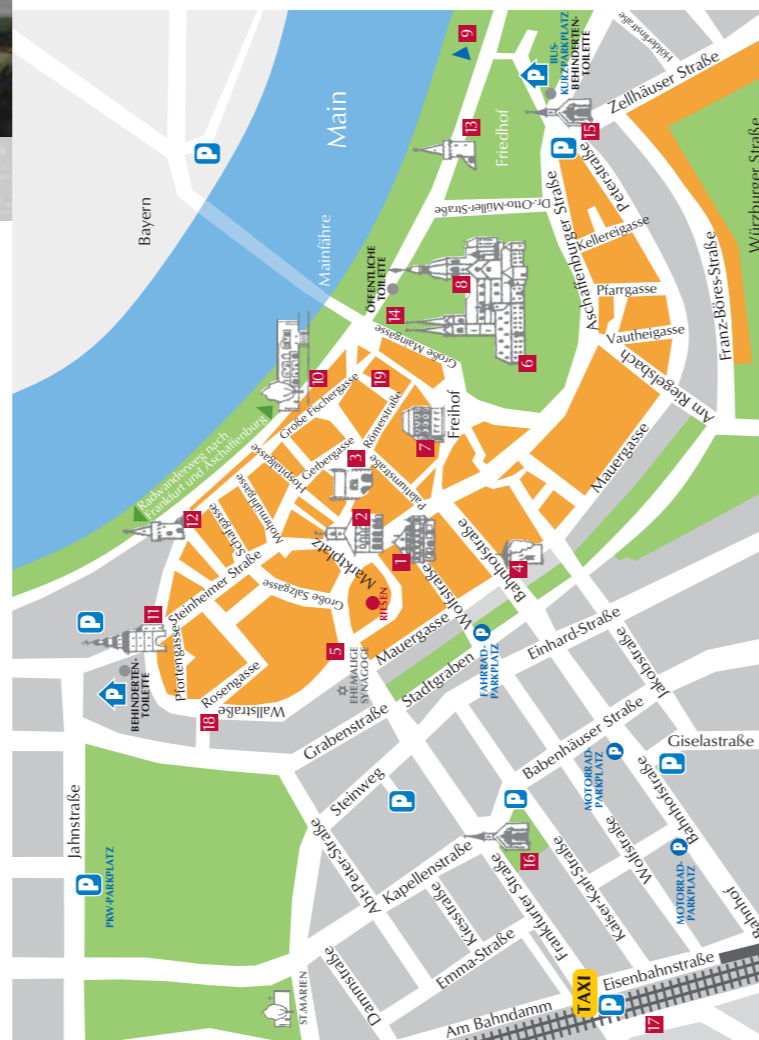 Bayern
Main
Mainfähre
9
BUS-
KURZPARKPLATZ
BEHINDERTEN-
TOILETTE
P
Hölderlinstraße
Zellhäuser Straße
13
Friedhof
15
P
P
Dr.-Otto-Müller-Straße
Peterstraße
Kellereigasse
Pfarrgasse
Vautheigasse
Aschaffenburger Straße
Franz-Böres-Straße
Würzburger Straße
Am Riegelsbach
ÖFFENTLICHE
TOILETTE
14
8
6
Große Maingasse
10
19
Große Fischergasse
Römerstraße
7
Freihof
Radwanderweg nach
Frankfurt und Aschaffenburg
Hospitalgasse
Gerbergasse
3
Palatiumstraße
Mohrmühlgasse
Schafgasse
12
2
1
Marktplatz
Mauergasse
Steinheimer Straße
Große Salzgasse
RIESEN
Wolfstraße
Bahnhofstraße
4
P
11
Pfortengasse
P
BEHINDERTEN-
TOILETTE
Rosengasse
Wallstraße
18
5
EHEMALIGE
SYNAGOGE
Mauergasse
Stadtgraben
P
FAHRRAD-
PARKPLATZ
Einhard-Straße
Jakobstraße
Grabenstraße
Jahnstraße
P
PKW-PARKPLATZ
Steinweg
P
Abt-Peter-Straße
Kapellenstraße
Kiesstraße
Emma-Straße
Dammstraße
ST.MARIEN
Frankfurter Straße
16
P
Babenhäuser Straße
Kaiser-Karl-Straße
Wolfstraße
MOTORRAD-
PARKPLATZ
P
Giselastraße
P
Bahnhofstraße
MOTORRAD-
PARKPLATZ
P
Bahnhof
Eisenbahnstraße
Am Bahndamm
TAXI
P
17